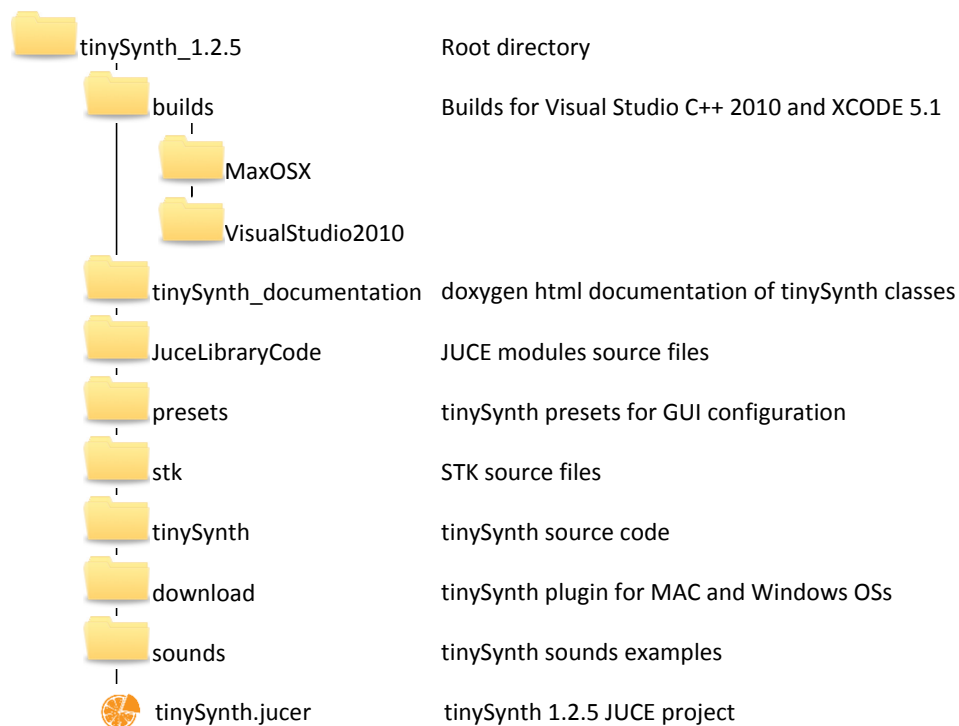 tinySynth_1.2.5 Root directory
builds Builds for Visual Studio C++ 2010 and XCODE 5.1
MaxOSX
VisualStudio2010
tinySynth_documentation doxygen html documentation of tinySynth classes
JuceLibraryCode JUCE modules source files
presets tinySynth presets for GUI configuration
stk STK source files
tinySynth tinySynth source code
download tinySynth plugin for MAC and Windows OSs
sounds tinySynth sounds examples
tinySynth.jucer tinySynth 1.2.5 JUCE project